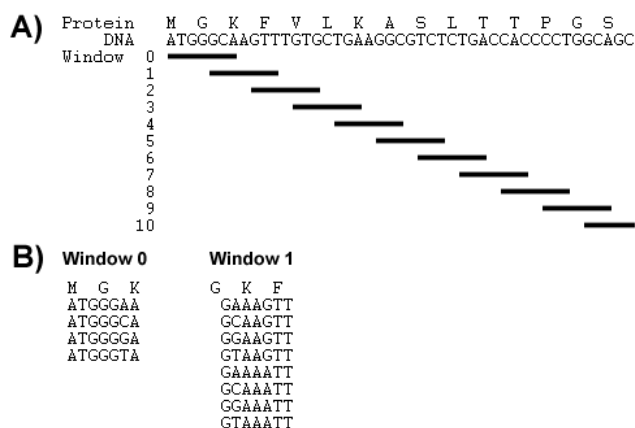 A) Protein M G K F V L K A S L T T P G S
DNA ATGGGCAAGTTTGTGCTGAAGGCGTCTCTGACCACCCCTGGCAGC
Window 0
1
2
3
4
5
6
7
8
9
10
B) Window 0 Window 1
M G K G K F
ATGGGAA GAAAGTT
ATGGGCA GCAAGTT
ATGGGGA GGAAGTT
ATGGGTA GTAAGTT
GAAAATT
GCAAATT
GGAAATT
GTAAATT